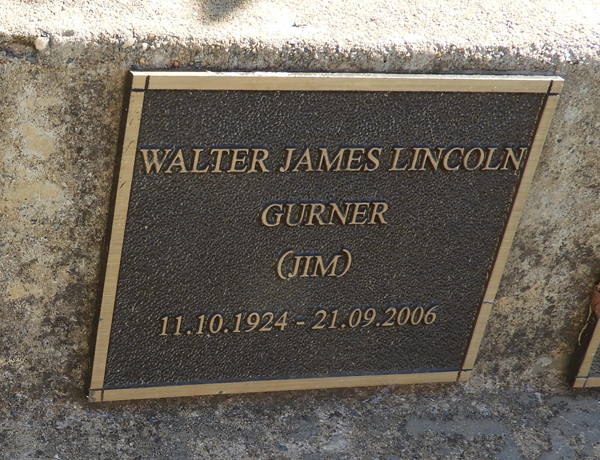 WALTER JAMES LINCOLN
GURNER
(JIM)
11.10.1924 - 21.09.2006